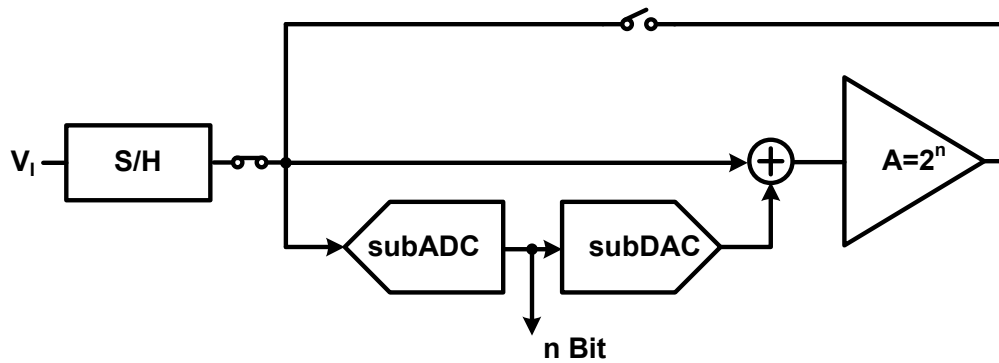 V_I
S/H
subADC
subDAC
A=2^n
n Bit